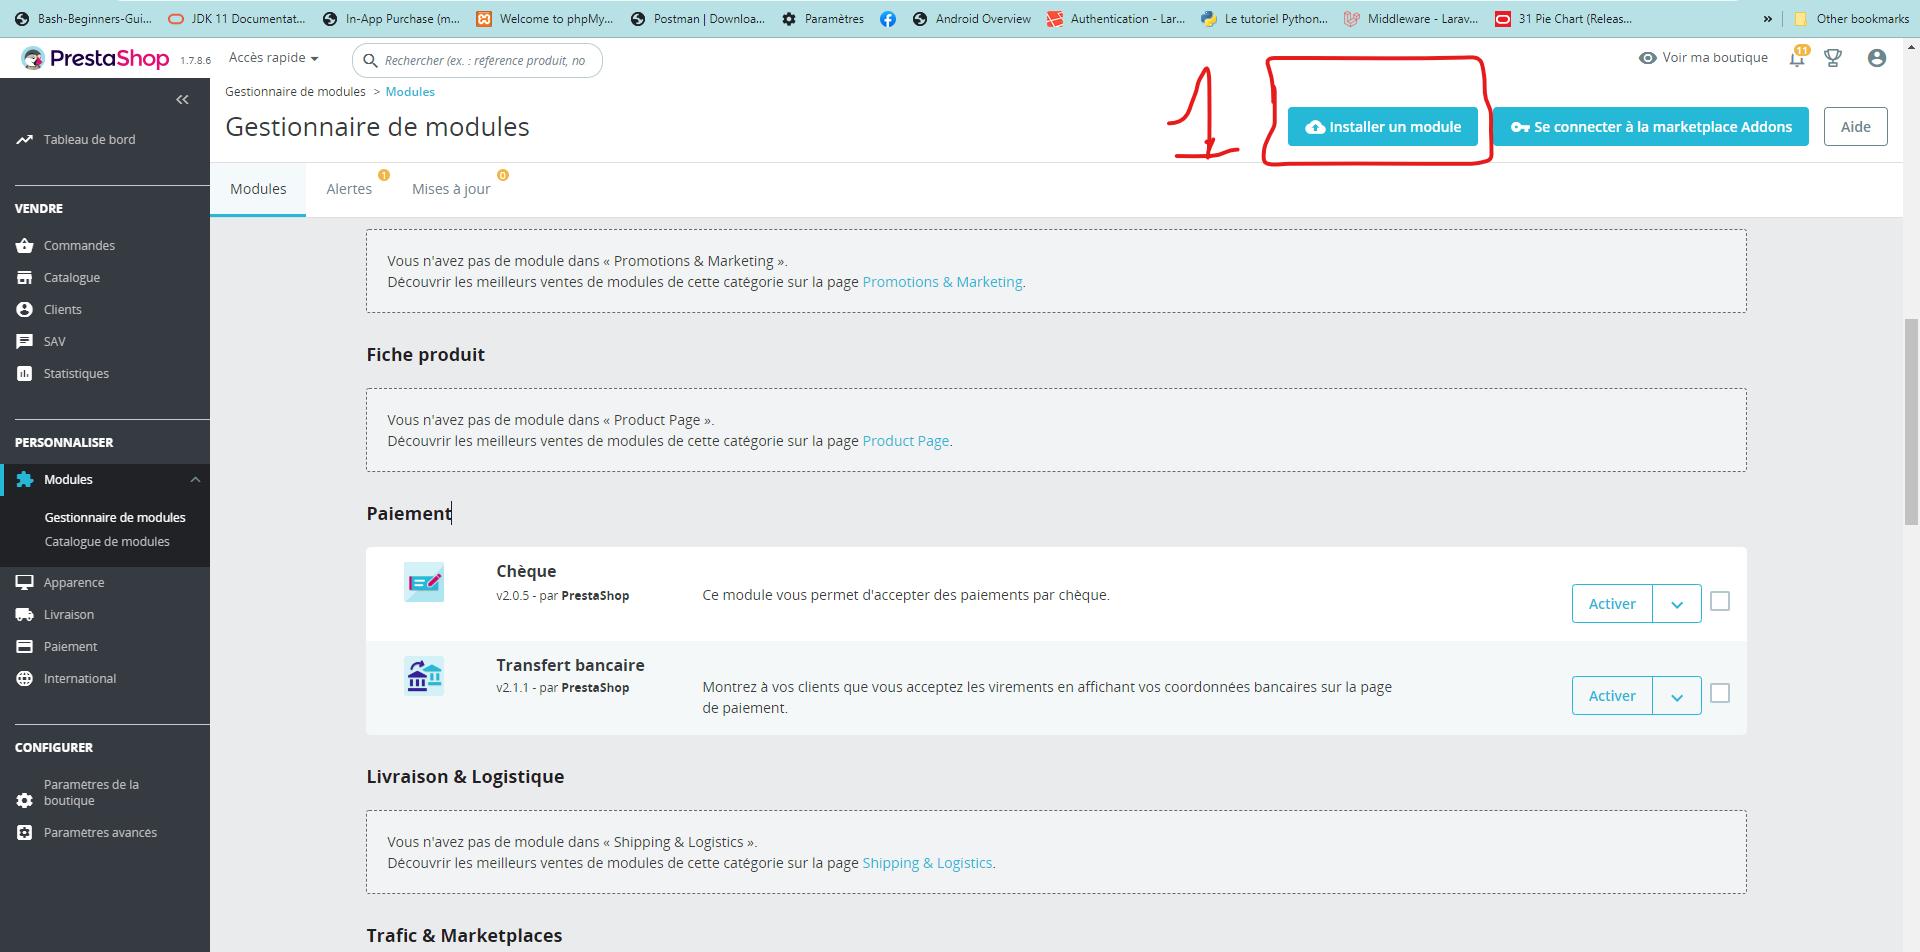 Bash-Beginners-Gui...
JDK 11 Documentat...
In-App Purchase (m...
Welcome to phpMy...
Postman | Downloa...
Paramètres
Android Overview
Authentication - Lar...
Le tutoriel Python...
Middleware - Larav...
31 Pie Chart (Releas...
»
Other bookmarks
PrestaShop
1.7.8.6
Accès rapide
Rechercher (ex. : référence produit, no
Voir ma boutique
11
Gestionnaire de modules > Modules
Gestionnaire de modules
1
Installer un module
Se connecter à la marketplace Addons
Aide
Modules
Alertes
1
Mises à jour
0
Tableau de bord
VENDRE
Commandes
Catalogue
Clients
SAV
Statistiques
PERSONNALISER
Modules
Gestionnaire de modules
Catalogue de modules
Apparence
Livraison
Paiement
International
CONFIGURER
Paramètres de la
boutique
Paramètres avancés
Vous n'avez pas de module dans « Promotions & Marketing ».
Découvrir les meilleurs ventes de modules de cette catégorie sur la page Promotions & Marketing.
Fiche produit
Vous n'avez pas de module dans « Product Page ».
Découvrir les meilleurs ventes de modules de cette catégorie sur la page Product Page.
Paiement
Chèque
v2.0.5 - par PrestaShop
Ce module vous permet d'accepter des paiements par chèque.
Activer
Transfert bancaire
v2.1.1 - par PrestaShop
Montrez à vos clients que vous acceptez les virements en affichant vos coordonnées bancaires sur la page
de paiement.
Activer
Livraison & Logistique
Vous n'avez pas de module dans « Shipping & Logistics ».
Découvrir les meilleurs ventes de modules de cette catégorie sur la page Shipping & Logistics.
Trafic & Marketplaces